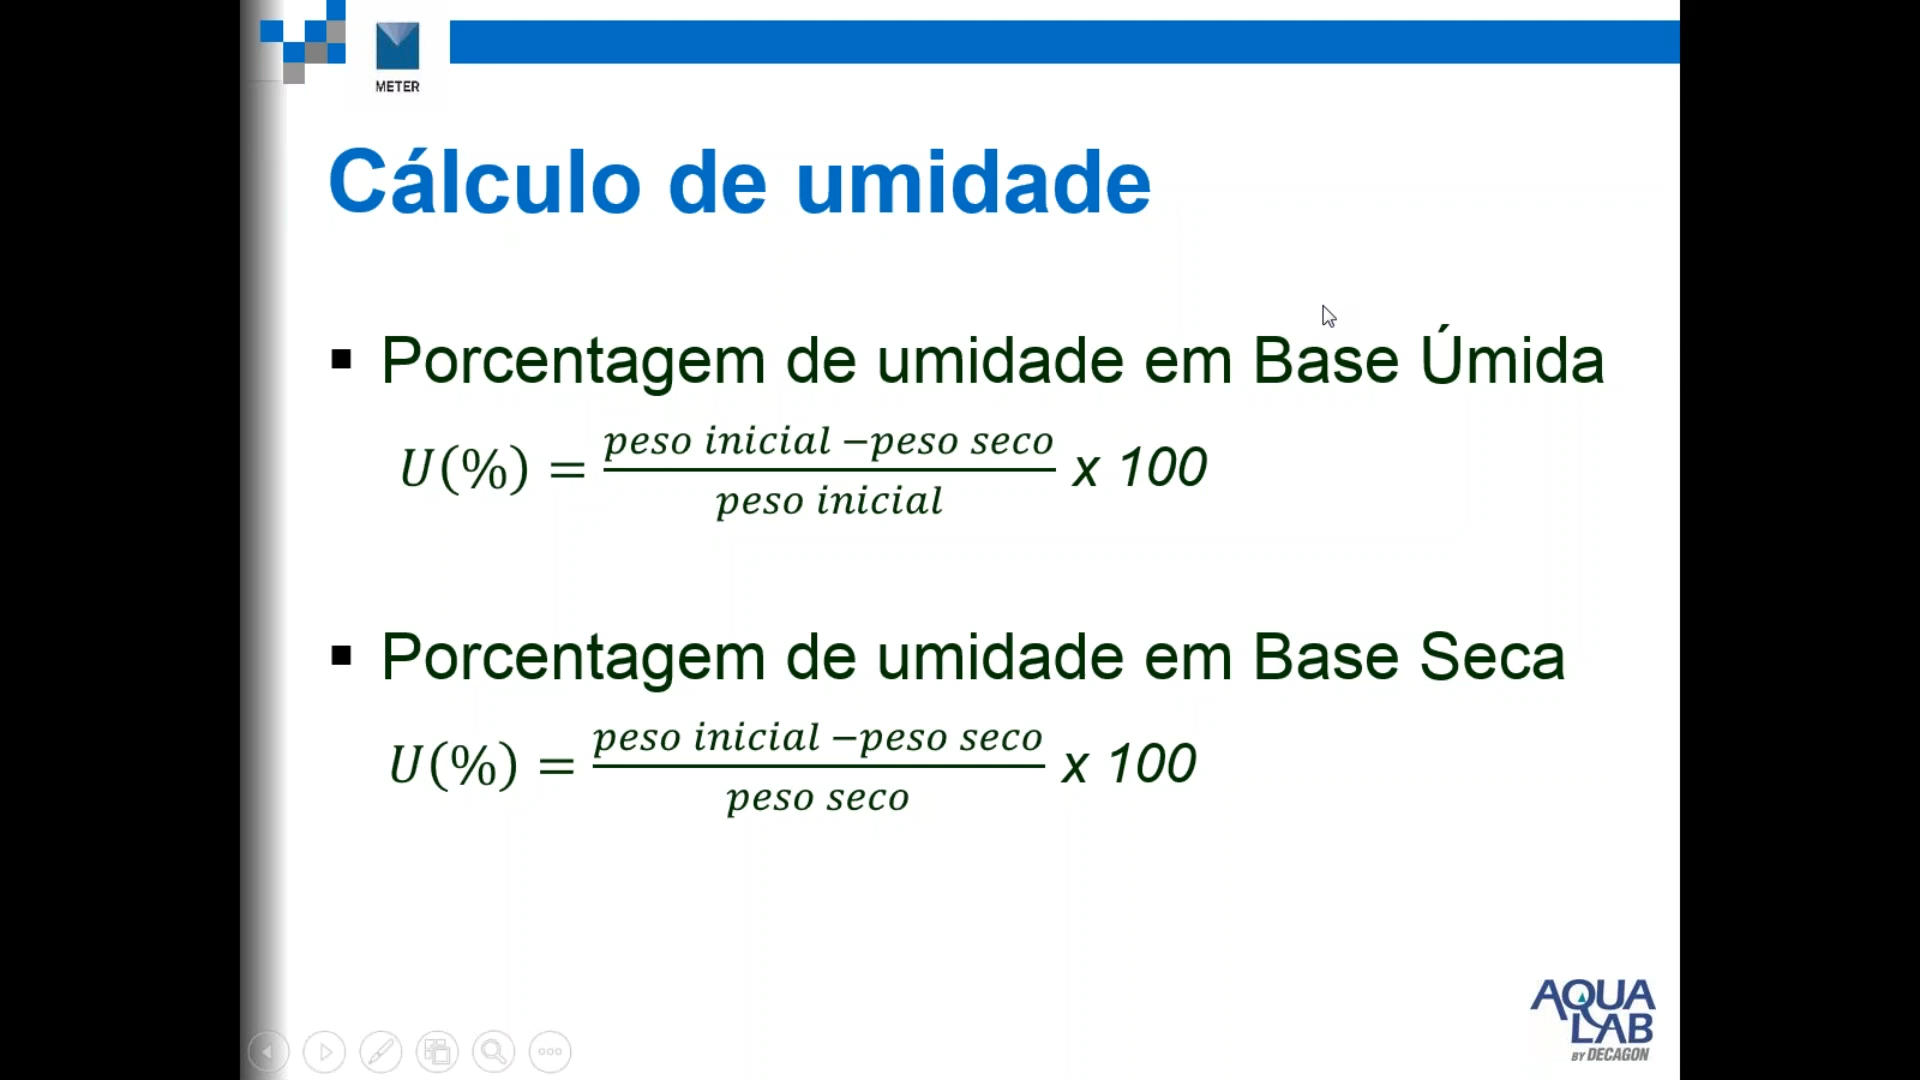 METER
Cálculo de umidade
▪ Porcentagem de umidade em Base Úmida
U(%) = (peso inicial −peso seco / peso inicial) x 100
▪ Porcentagem de umidade em Base Seca
U(%) = (peso inicial −peso seco / peso seco) x 100
AQUA
LAB
BY DECAGON